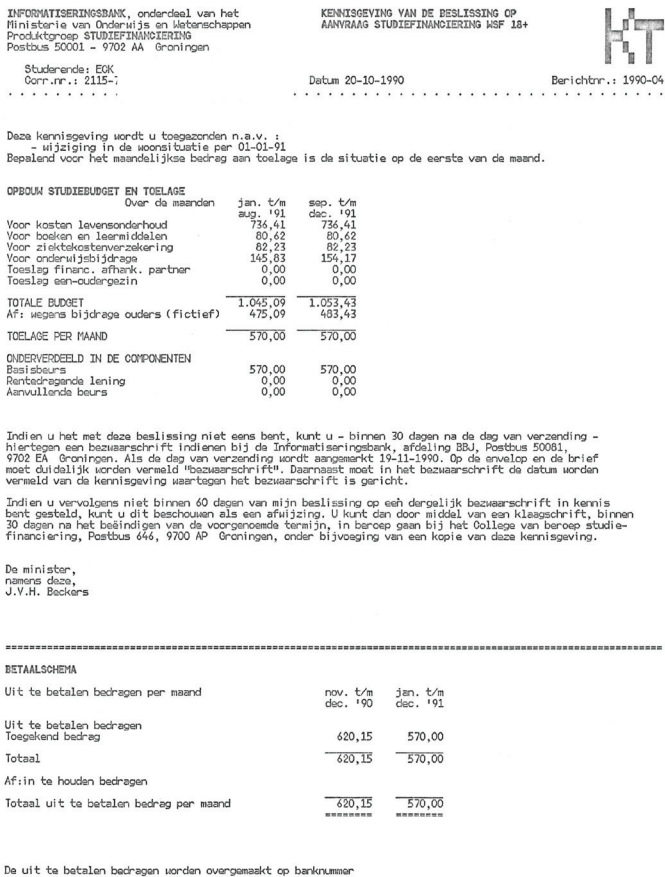 INFORMATISERINGSBANK, onderdeel van het
Ministerie van Onderwijs en Wetenschappen
Produktgroep STUDIEFINANCIERING
Postbus 50001 - 9702 AA Groningen
KENNISGEVING VAN DE BESLISSING OP
AANVRAAG STUDIEFINANCIERING WSF 18+
Studerende: EGK
Corr.nr.: 2115-7
Datum 20-10-1990
Berichtnr.: 1990-04
Deze kennisgeving wordt u toegezonden n.a.v. :
- wijziging in de woonsituatie per 01-01-91
Bepalend voor het maandelijkse bedrag aan toelage is de situatie op de eerste van de maand.
OPBOUW STUDIEBUDGET EN TOELAGE
Over de maanden jan. t/m sep. t/m
aug. '91 dec. '91
Voor kosten levensonderhoud 736,41 736,41
Voor boeken en leermiddelen 80,62 80,62
Voor ziektekostenverzekering 82,23 82,23
Voor onderwijsbijdrage 145,83 154,17
Toeslag financ. afhank. partner 0,00 0,00
Toeslag een-oudergezin 0,00 0,00
TOTALE BUDGET 1.045,09 1.053,43
Af: wegens bijdrage ouders (fictief) 475,09 483,43
TOELAGE PER MAAND 570,00 570,00
ONDERVERDEELD IN DE COMPONENTEN
Basisbeurs 570,00 570,00
Rentedragende lening 0,00 0,00
Aanvullende beurs 0,00 0,00
Indien u het met deze beslissing niet eens bent, kunt u - binnen 30 dagen na de dag van verzending -
hiertegen een bezwaarschrift indienen bij de Informatiseringsbank, afdeling BBJ, Postbus 50081,
9702 EA Groningen. Als de dag van verzending wordt aangemerkt 19-11-1990. Op de envelop en de brief
moet duidelijk worden vermeld "bezwaarschrift". Daarnaast moet in het bezwaarschrift de datum worden
vermeld van de kennisgeving waartegen het bezwaarschrift is gericht.
Indien u vervolgens niet binnen 60 dagen van mijn beslissing op een dergelijk bezwaarschrift in kennis
bent gesteld, kunt u dit beschouwen als een afwijzing. U kunt dan door middel van een klaagschrift, binnen
30 dagen na het beëindigen van de voorgenoemde termijn, in beroep gaan bij het College van beroep studie-
financiering, Postbus 646, 9700 AP Groningen, onder bijvoeging van een kopie van deze kennisgeving.
De minister,
namens deze,
J.V.H. Beckers
BETAALSCHEMA
Uit te betalen bedragen per maand nov. t/m jan. t/m
dec. '90 dec. '91
Uit te betalen bedragen
Toegekend bedrag 620,15 570,00
Totaal 620,15 570,00
Af:in te houden bedragen
Totaal uit te betalen bedrag per maand 620,15 570,00
De uit te betalen bedragen worden overgemaakt op banknummer